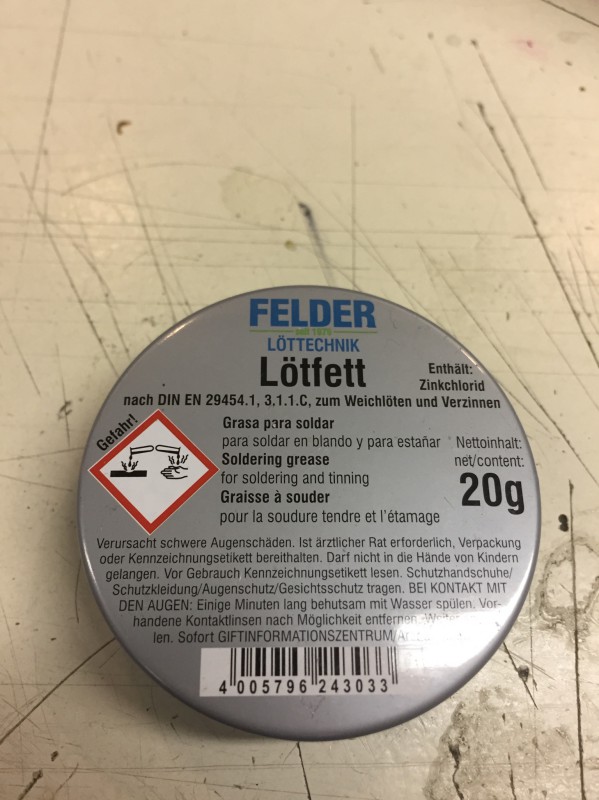 FELDER
seit 1979
LÖTTECHNIK
Lötfett
Enthält:
Zinkchlorid
nach DIN EN 29454.1, 3.1.1.C, zum Weichlöten und Verzinnen
Gefahr!
Grasa para soldar
para soldar en blando y para estañar
Soldering grease
for soldering and tinning
Graisse à souder
pour la soudure tendre et l'étamage
Nettoinhalt:
net/content:
20g
Verursacht schwere Augenschäden. Ist ärztlicher Rat erforderlich, Verpackung
oder Kennzeichnungsetikett bereithalten. Darf nicht in die Hände von Kindern
gelangen. Vor Gebrauch Kennzeichnungsetikett lesen. Schutzhandschuhe/
Schutzkleidung/Augenschutz/Gesichtsschutz tragen. BEI KONTAKT MIT
DEN AUGEN: Einige Minuten lang behutsam mit Wasser spülen. Vor-
handene Kontaktlinsen nach Möglichkeit entfernen.
len. Sofort GIFTINFORMATIONSZENTRUM/
4 005796 243033